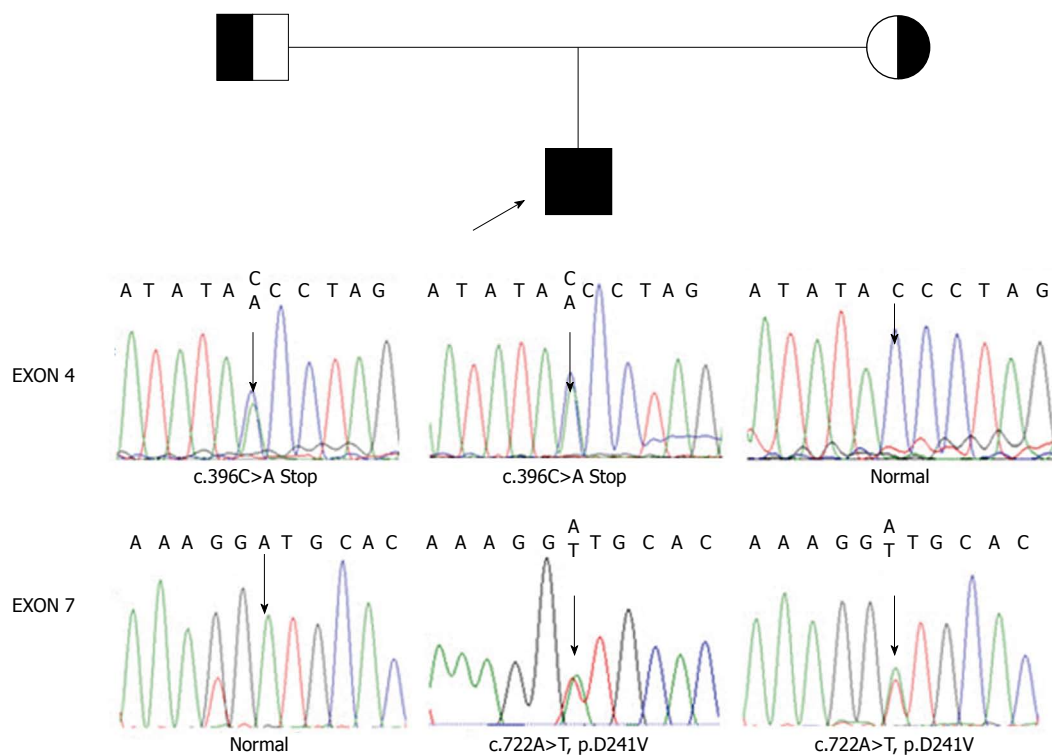 A T A T A C/A C C T A G
A T A T A C/A C C T A G
A T A T A C C C T A G
EXON 4
c.396C>A Stop
c.396C>A Stop
Normal
A A A G G A T G C A C
A A A G G A/T T G C A C
A A A G G A/T T G C A C
EXON 7
Normal
c.722A>T, p.D241V
c.722A>T, p.D241V